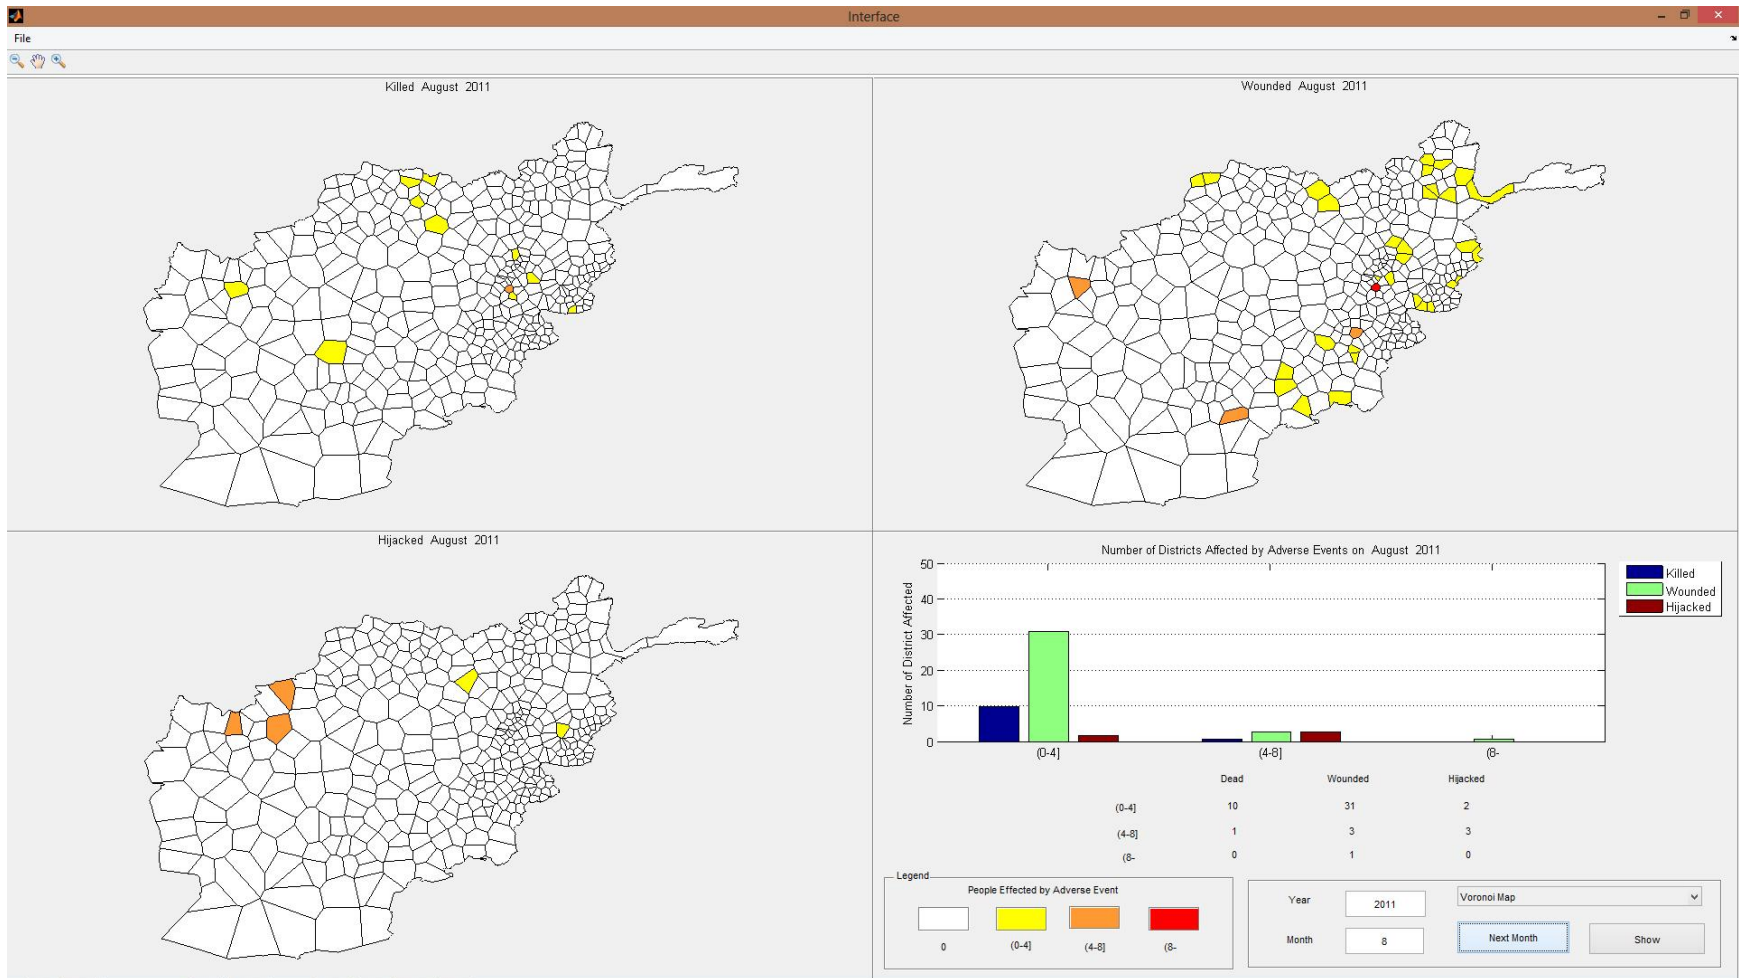 Interface
File
Killed August 2011
Wounded August 2011
Hijacked August 2011
Number of Districts Affected by Adverse Events on August 2011
Number of District Affected
50
40
30
20
10
0
(0-4]
(4-8]
(8-
Killed
Wounded
Hijacked
Dead Wounded Hijacked
(0-4] 10 31 2
(4-8] 1 3 3
(8- 0 1 0
Legend
People Effected by Adverse Event
0 (0-4] (4-8] (8-
Year 2011 Voronoi Map
Month 8 Next Month Show